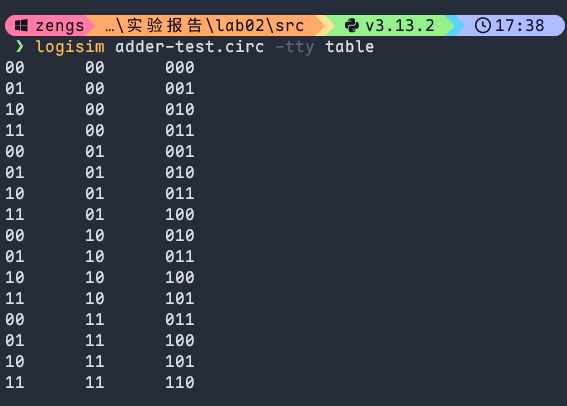 zengs …\实验报告\lab02\src v3.13.2 17:38
❯ logisim adder-test.circ -tty table
00 00 000
01 00 001
10 00 010
11 00 011
00 01 001
01 01 010
10 01 011
11 01 100
00 10 010
01 10 011
10 10 100
11 10 101
00 11 011
01 11 100
10 11 101
11 11 110